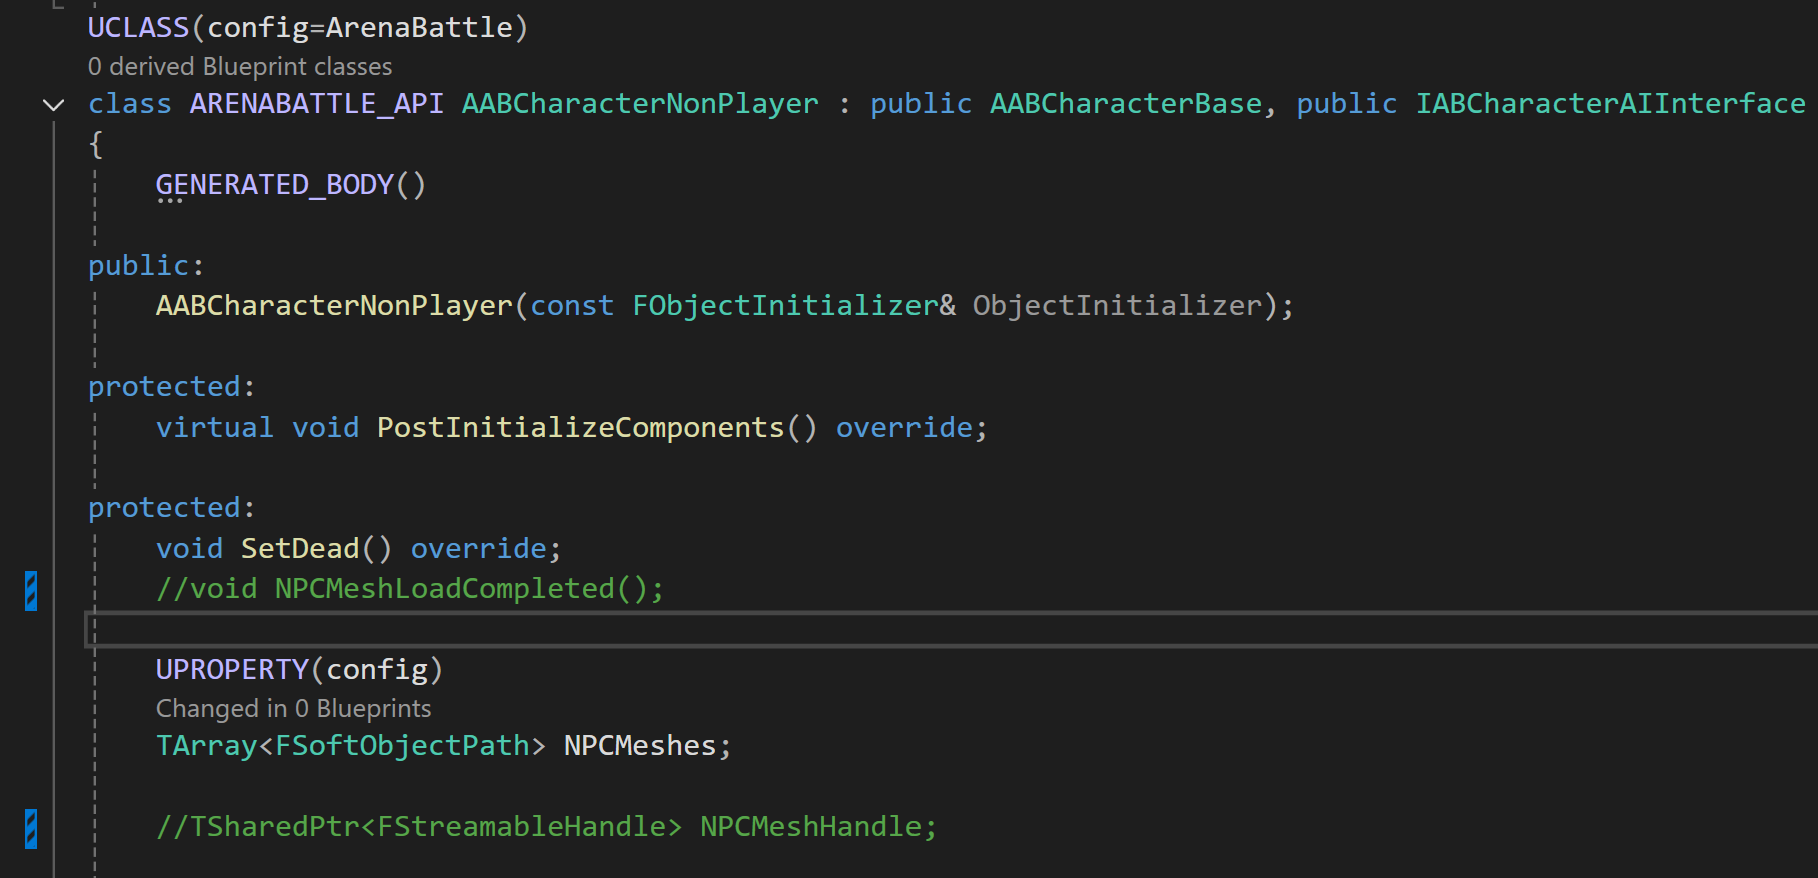 UCLASS(config=ArenaBattle)
0 derived Blueprint classes
class ARENABATTLE_API AABCharacterNonPlayer : public AABCharacterBase, public IABCharacterAIInterface
{
GENERATED_BODY()
public:
AABCharacterNonPlayer(const FObjectInitializer& ObjectInitializer);
protected:
virtual void PostInitializeComponents() override;
protected:
void SetDead() override;
//void NPCMeshLoadCompleted();
UPROPERTY(config)
Changed in 0 Blueprints
TArray<FSoftObjectPath> NPCMeshes;
//TSharedPtr<FStreamableHandle> NPCMeshHandle;